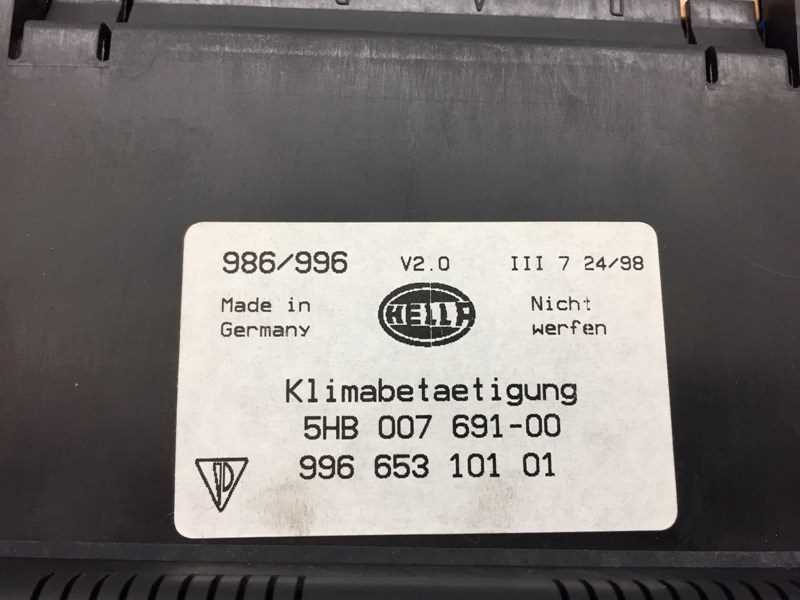 986/996 V2.0 III 7 24/98
Made in Germany
HELLA
Nicht werfen
Klimabetaetigung
5HB 007 691-00
996 653 101 01